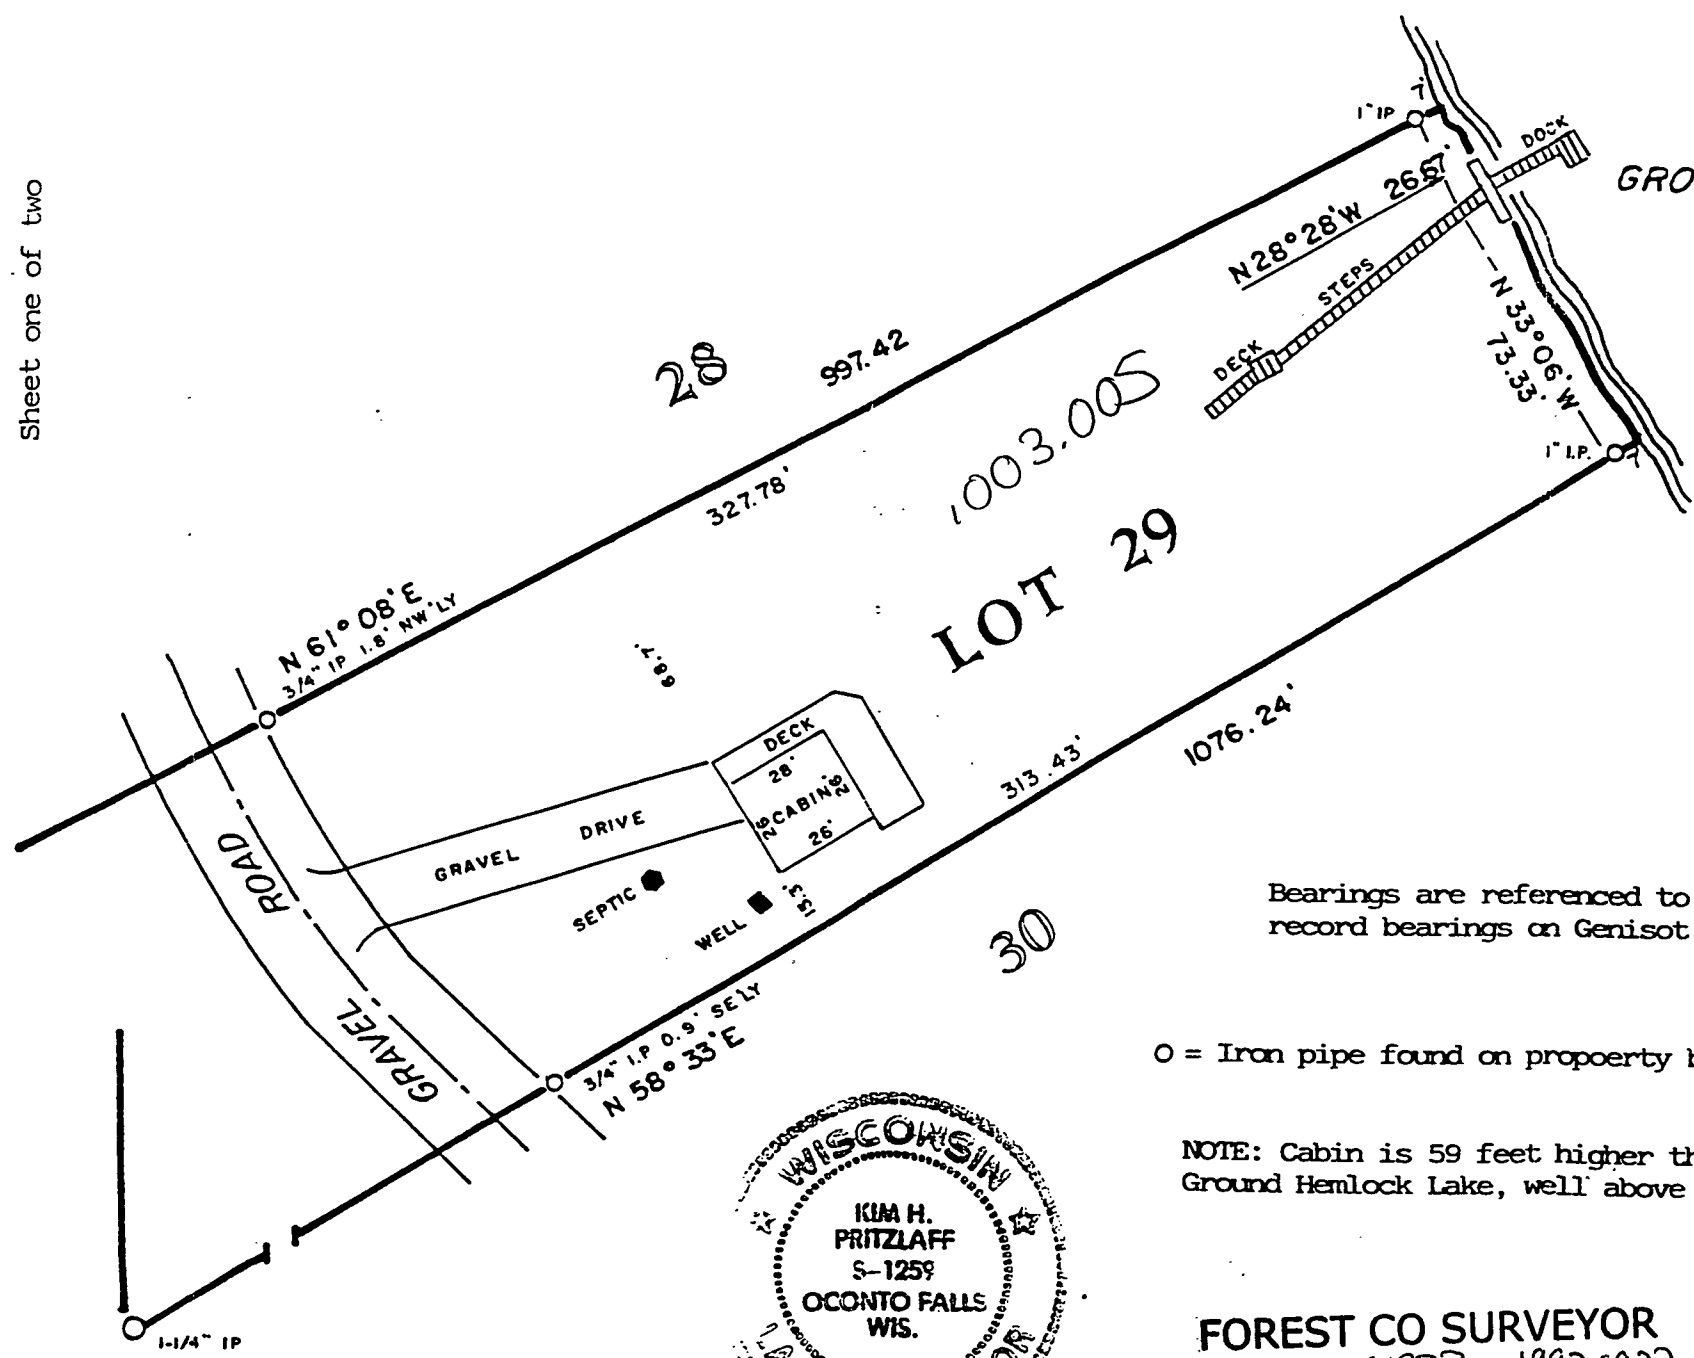 Sheet one of two
1" IP
7'
DOCK
GRO
N 28° 28' W
STEPS
DECK
N 33° 06' W
73.33'
1" I.P.
7'
28
997.42
327.78'
1003.005
LOT 29
N 61° 08' E
3/4" IP 1.8' NW'LY
68.7'
DECK
28'
26
CABIN
26'
26'
GRAVEL DRIVE
SEPTIC
WELL
15.3'
313.43'
1076.24'
30
GRAVEL ROAD
3/4" I.P 0.9' SE'LY
N 58° 33' E
1-1/4" IP
Bearings are referenced to
record bearings on Genisot
O = Iron pipe found on propoerty
NOTE: Cabin is 59 feet higher th
Ground Hemlock Lake, well above
WISCONSIN
KIM H.
PRITZLAFF
S-1259
OCONTO FALLS
WIS.
FOREST CO SURVEYOR